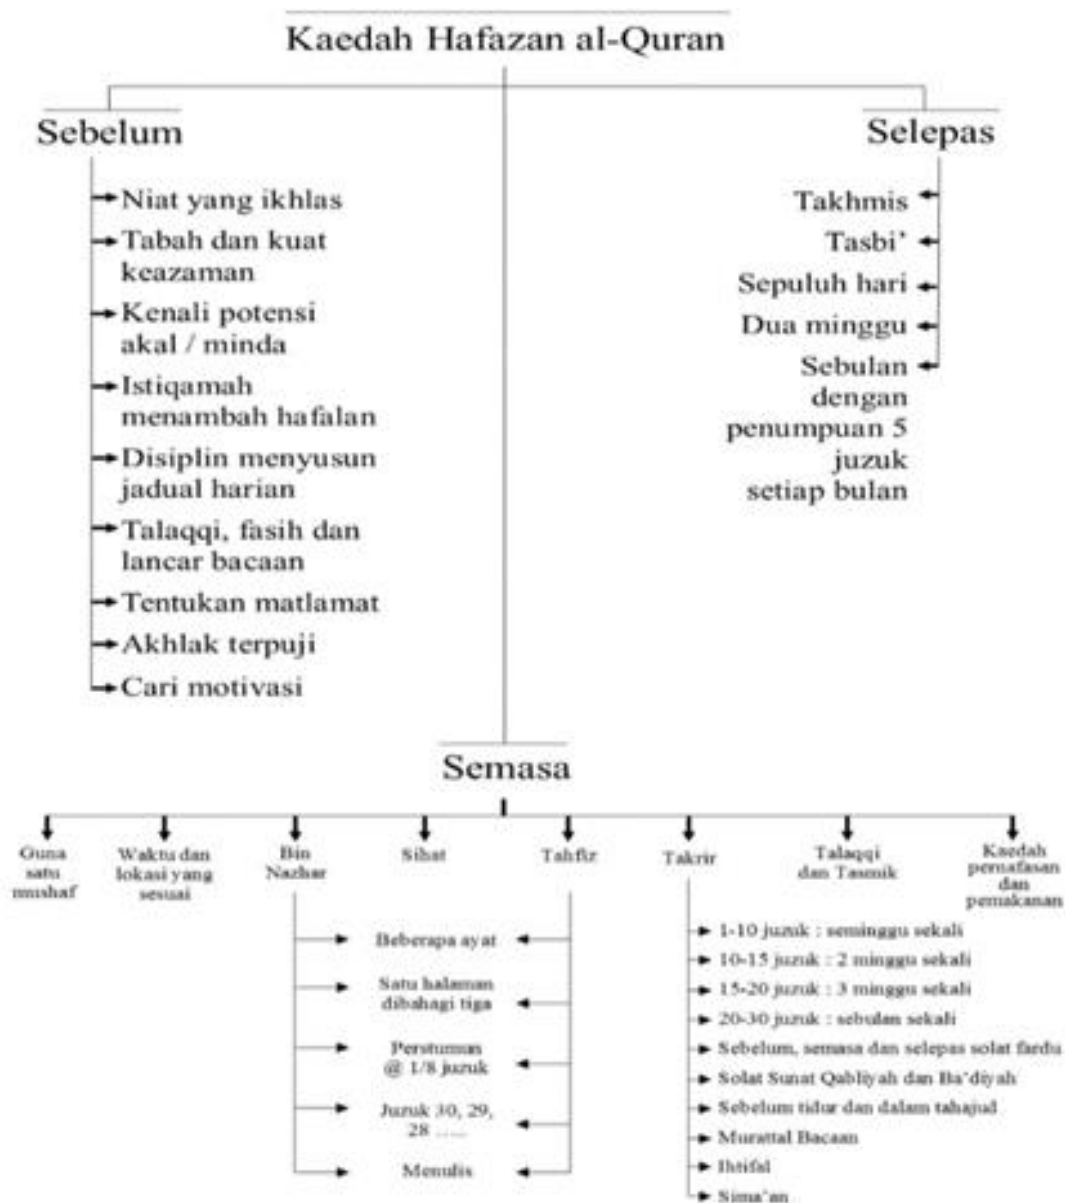 Kaedah Hafazan al-Quran
Sebelum
Niat yang ikhlas
Tabah dan kuat
keazaman
Kenali potensi
akal / minda
Istiqamah
menambah hafalan
Disiplin menyusun
jadual harian
Talaqqi, fasih dan
lancar bacaan
Tentukan matlamat
Akhlak terpuji
Cari motivasi
Selepas
Takhmis
Tasbi'
Sepuluh hari
Dua minggu
Sebulan
dengan
penumpuan 5
juzuk
setiap bulan
Semasa
Guna
satu
mushaf
Waktu dan
lokasi yang
sesuai
Bin
Nazhar
Sihat
Tahfiz
Takrir
Talaqqi
dan Tasmik
Kaedah
pernafasan
dan
pemakanan
Beberapa ayat
Satu halaman
dibahagi tiga
Perstumun
@ 1/8 juzuk
Juzuk 30, 29,
28 .....
Menulis
1-10 juzuk : seminggu sekali
10-15 juzuk : 2 minggu sekali
15-20 juzuk : 3 minggu sekali
20-30 juzuk : sebulan sekali
Sebelum, semasa dan selepas solat fardu
Solat Sunat Qabliyah dan Ba'diyah
Sebelum tidur dan dalam tahajud
Murattal Bacaan
Ihtifal
Sima'an